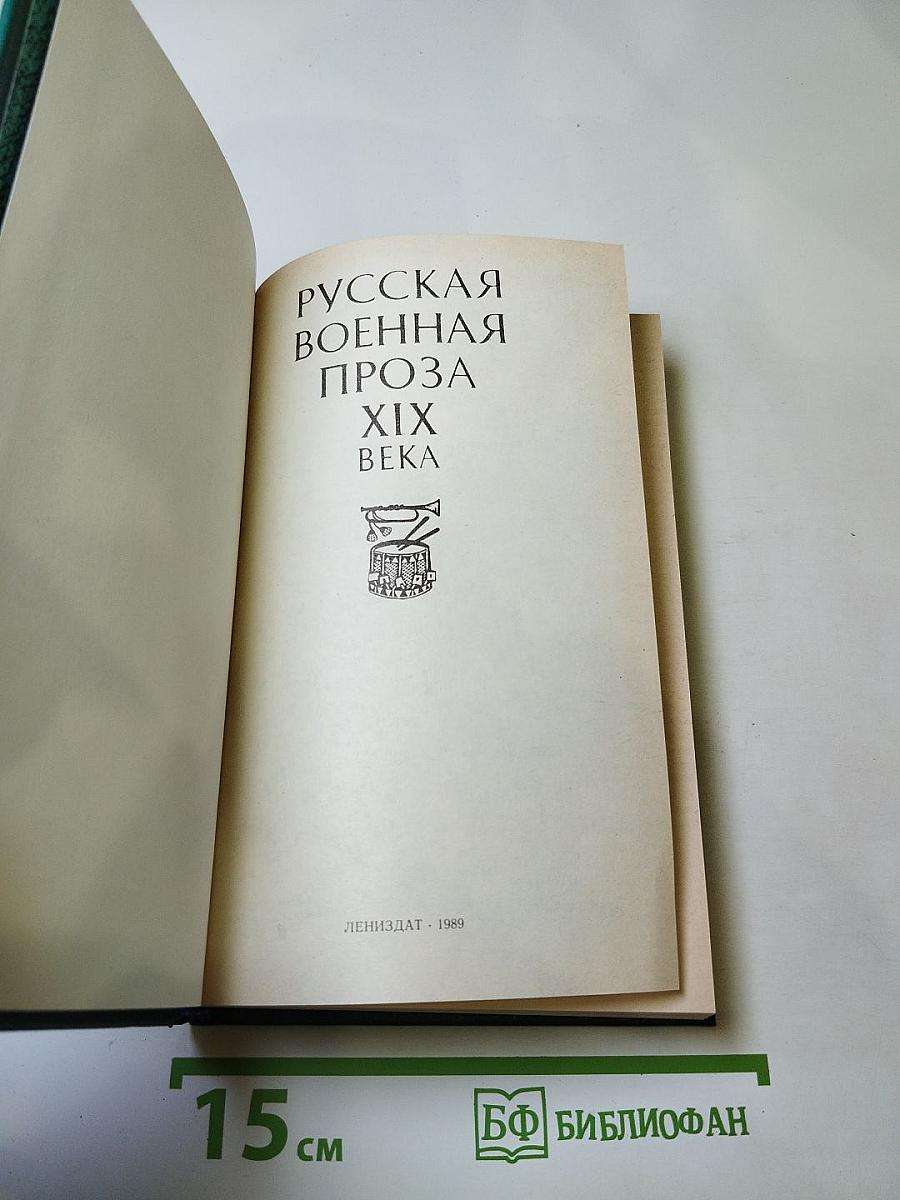 РУССКАЯ
ВОЕННАЯ
ПРОЗА
XIX
ВЕКА
ЛЕНИЗДАТ · 1989
15 см
БФ БИБЛИОФАН